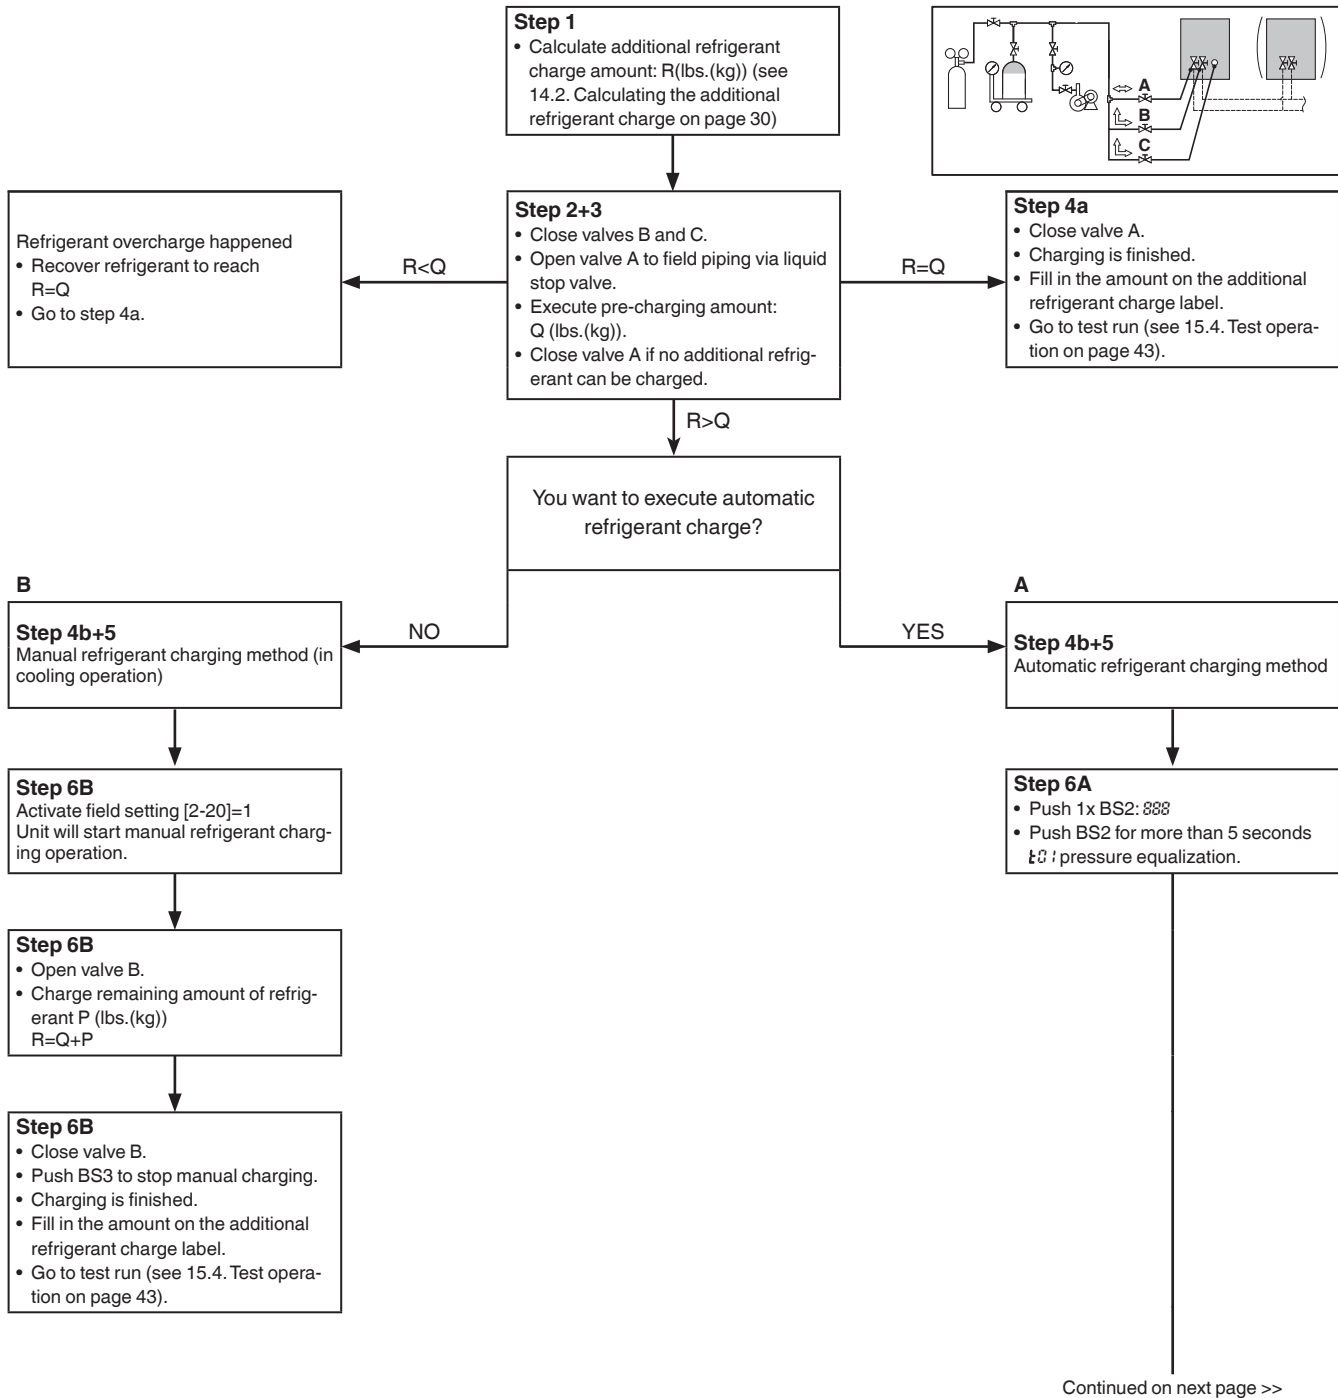 Step 1
• Calculate additional refrigerant
charge amount: R(lbs.(kg)) (see
14.2. Calculating the additional
refrigerant charge on page 30)
A
B
C
Refrigerant overcharge happened
• Recover refrigerant to reach
R=Q
• Go to step 4a.
R<Q
Step 2+3
• Close valves B and C.
• Open valve A to field piping via liquid
stop valve.
• Execute pre-charging amount:
Q (lbs.(kg)).
• Close valve A if no additional refrig-
erant can be charged.
R=Q
Step 4a
• Close valve A.
• Charging is finished.
• Fill in the amount on the additional
refrigerant charge label.
• Go to test run (see 15.4. Test oper-
ation on page 43).
R>Q
You want to execute automatic
refrigerant charge?
B
Step 4b+5
Manual refrigerant charging method (in
cooling operation)
NO
YES
A
Step 4b+5
Automatic refrigerant charging method
Step 6B
Activate field setting [2-20]=1
Unit will start manual refrigerant charg-
ing operation.
Step 6A
• Push 1x BS2: 888
• Push BS2 for more than 5 seconds
t01 pressure equalization.
Step 6B
• Open valve B.
• Charge remaining amount of refrig-
erant P (lbs.(kg))
R=Q+P
Step 6B
• Close valve B.
• Push BS3 to stop manual charging.
• Charging is finished.
• Fill in the amount on the additional
refrigerant charge label.
• Go to test run (see 15.4. Test opera-
tion on page 43).
Continued on next page >>